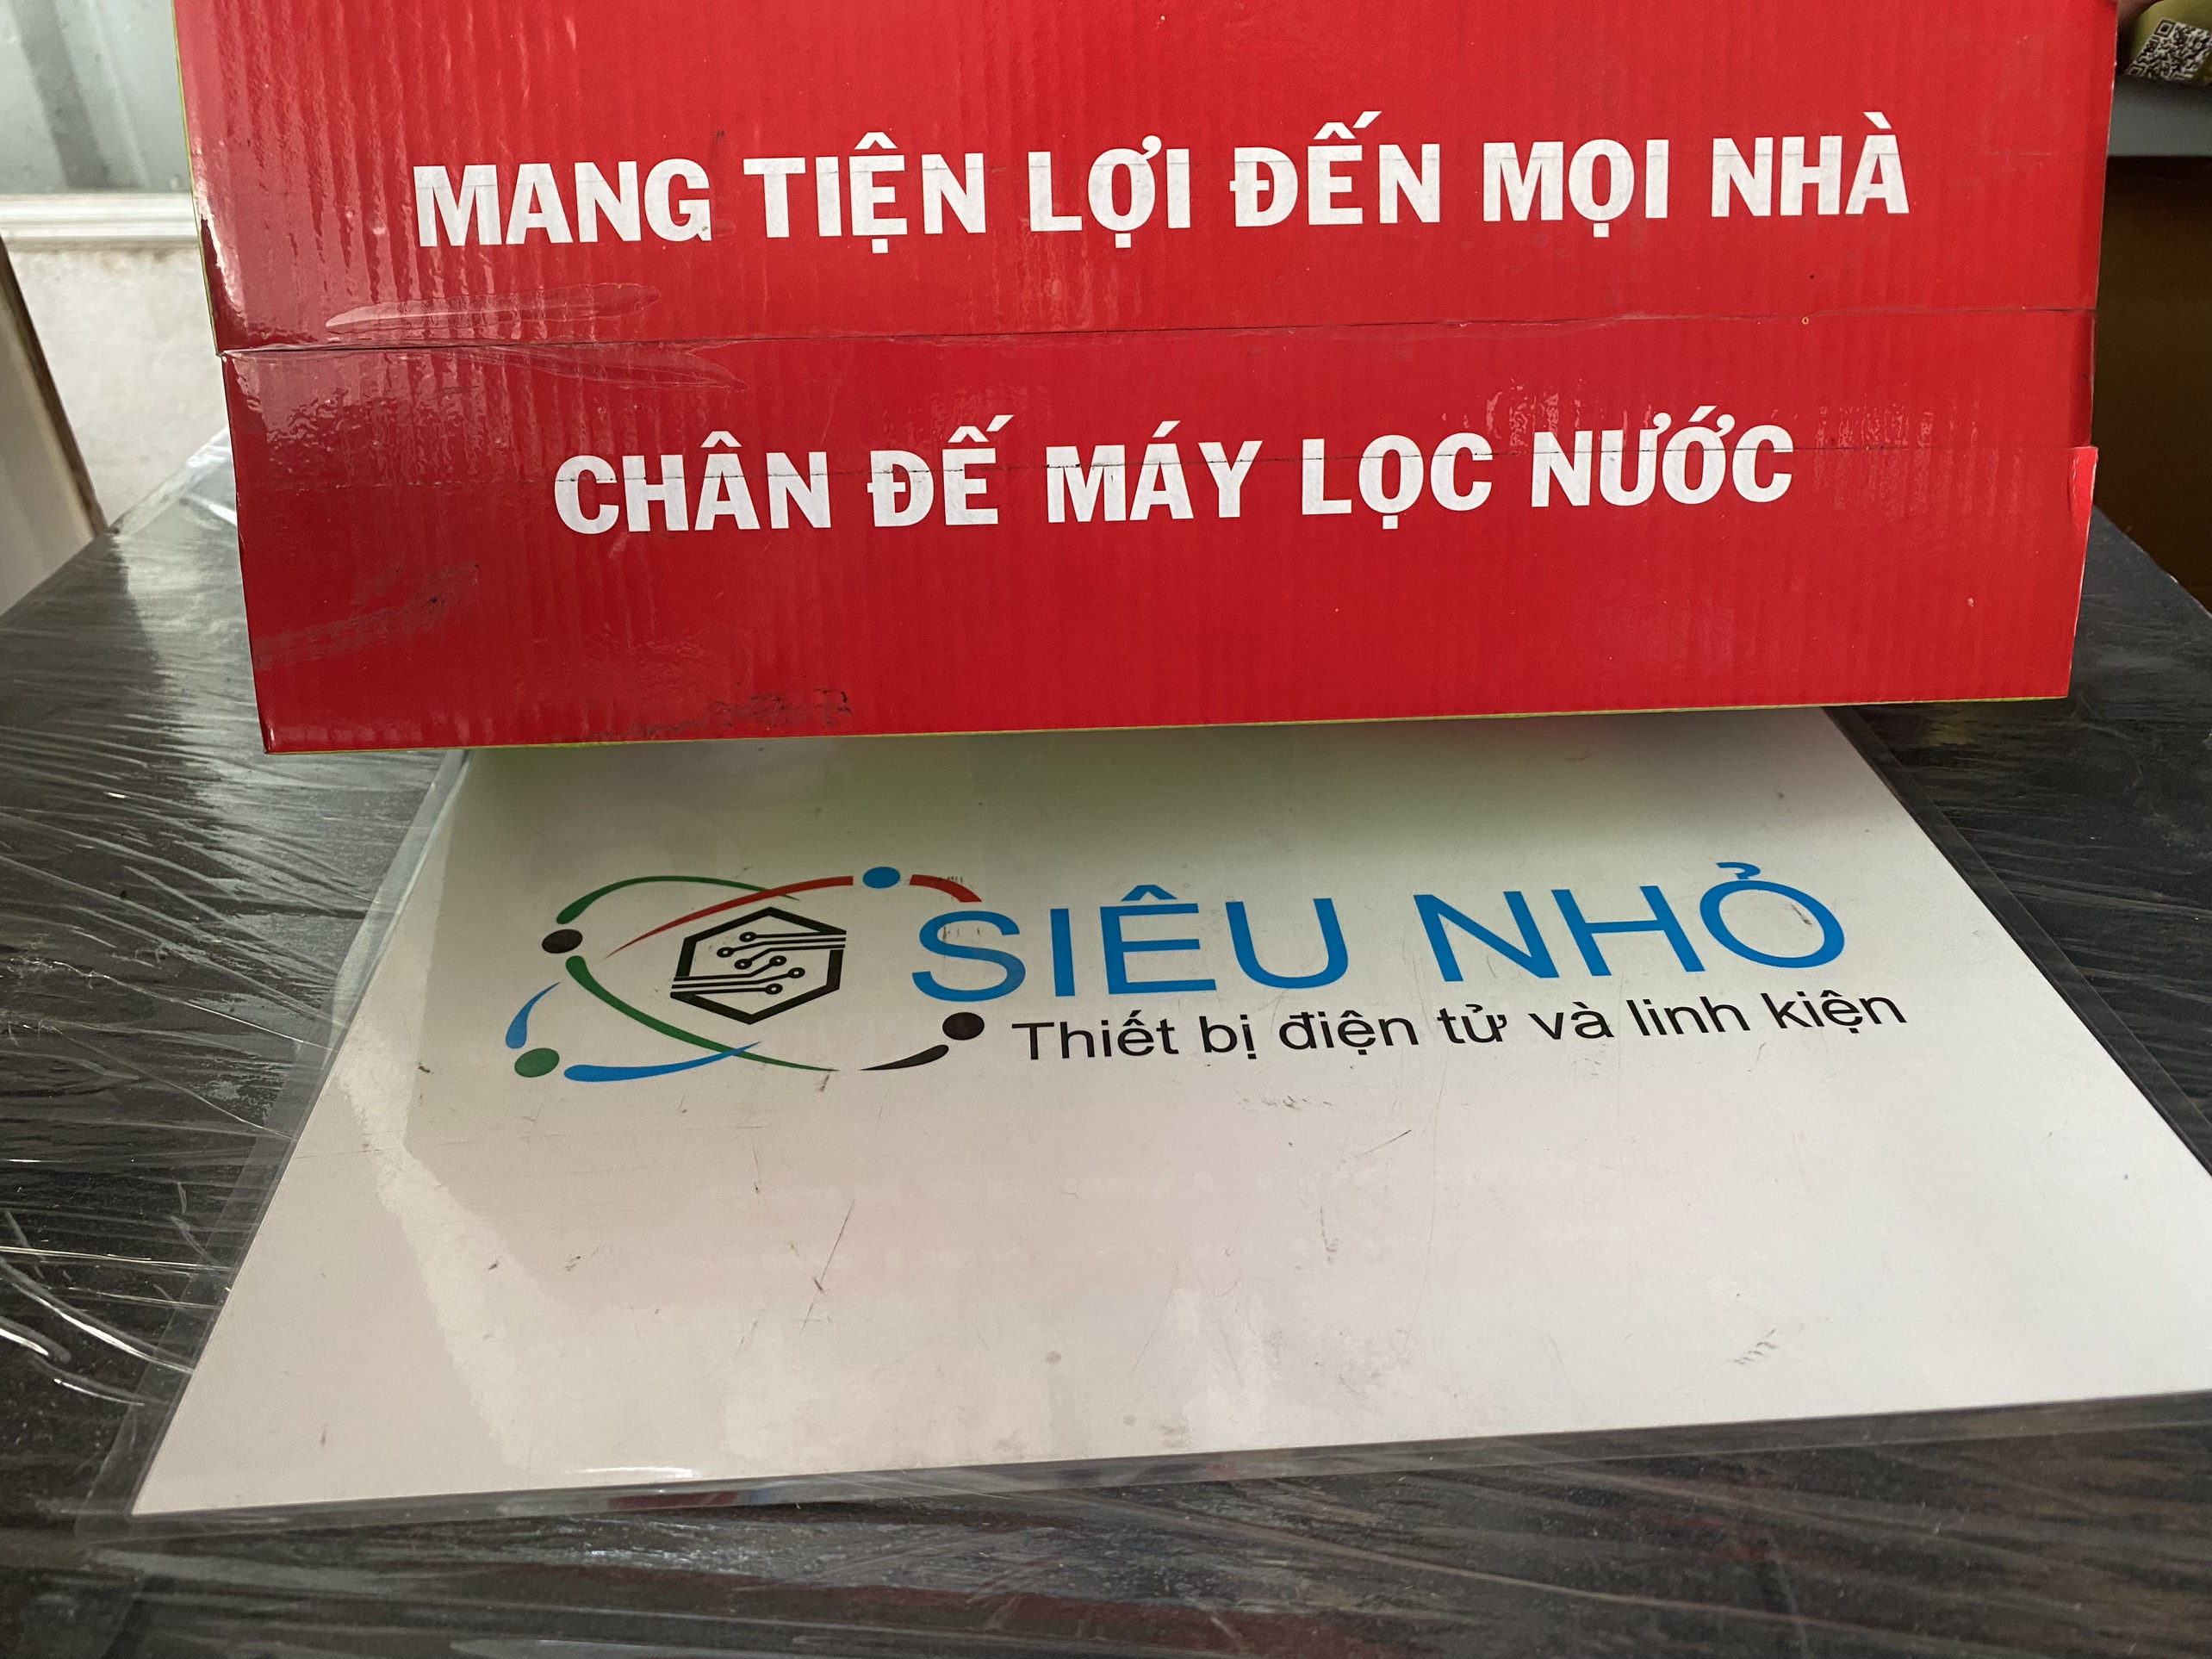 MANG TIỆN LỢI ĐẾN MỌI NHÀ
CHÂN ĐẾ MÁY LỌC NƯỚC
SIÊU NHỎ
Thiết bị điện tử và linh kiện